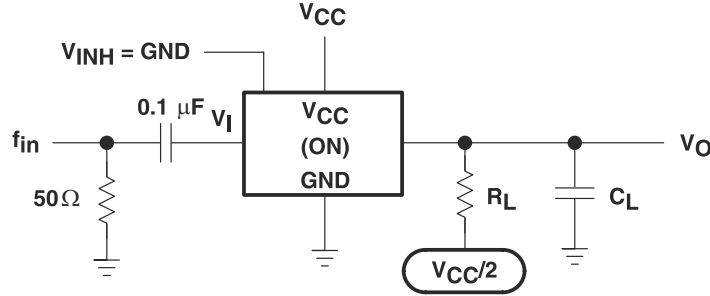 VCC
VINH = GND
0.1 μF
VI
VCC
(ON)
GND
fin
VO
50Ω
RL
CL
VCC/2